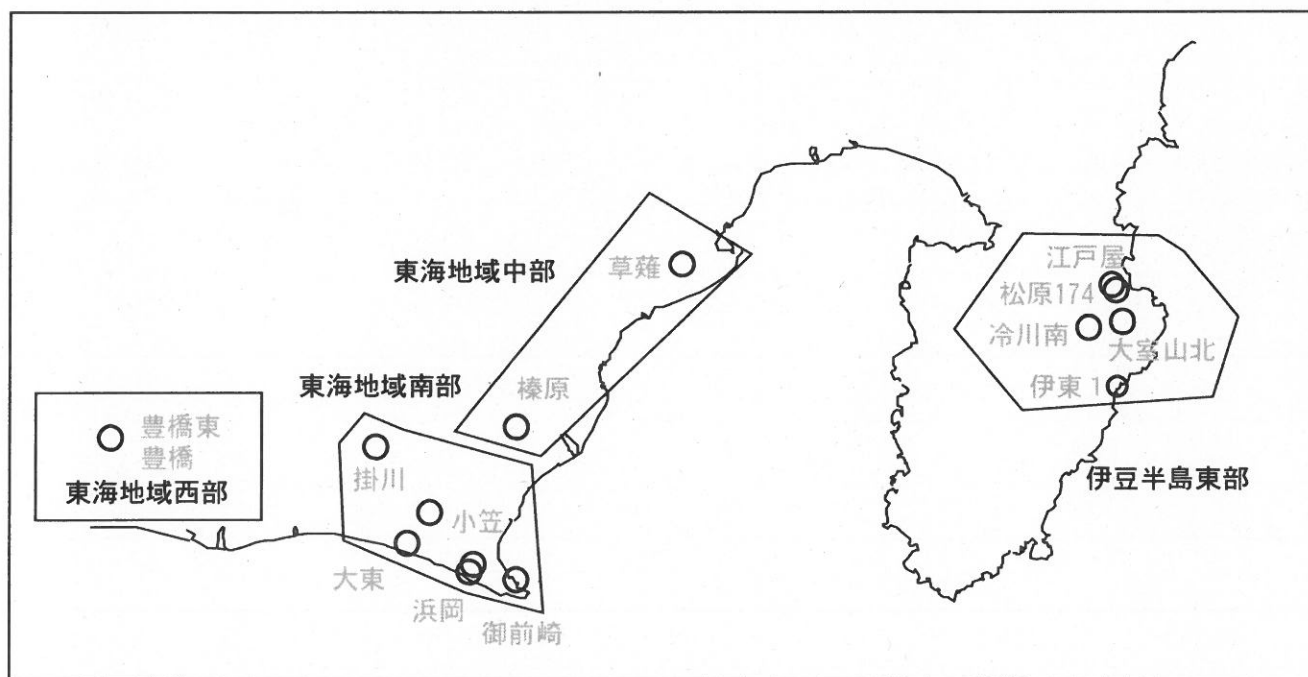 江戸屋
東海地域中部
草薙
松原174
冷川南
大室山北
東海地域南部
榛原
伊東1
豊橋東
豊橋
掛川
伊豆半島東部
東海地域西部
小笠
大東
浜岡
御前崎